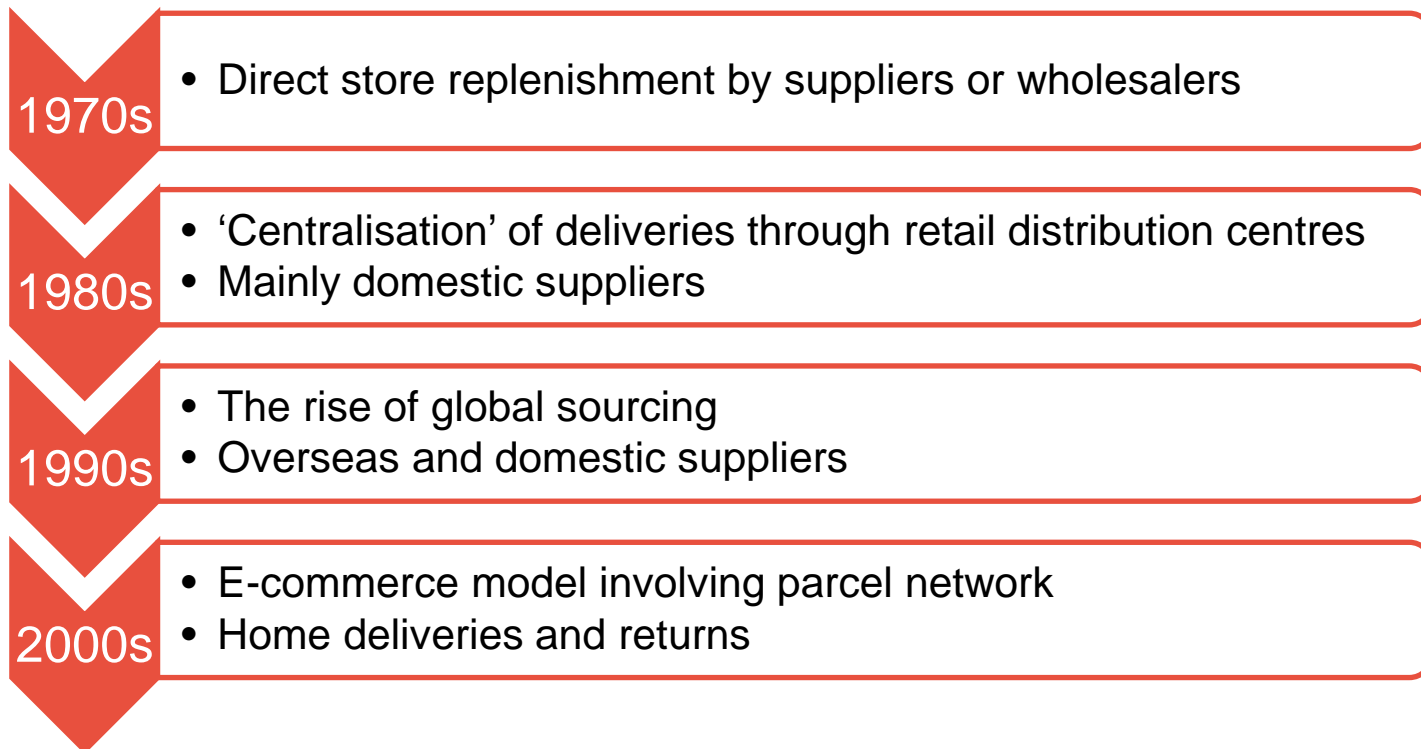 1970s
• Direct store replenishment by suppliers or wholesalers
1980s
• ‘Centralisation’ of deliveries through retail distribution centres
• Mainly domestic suppliers
1990s
• The rise of global sourcing
• Overseas and domestic suppliers
2000s
• E-commerce model involving parcel network
• Home deliveries and returns